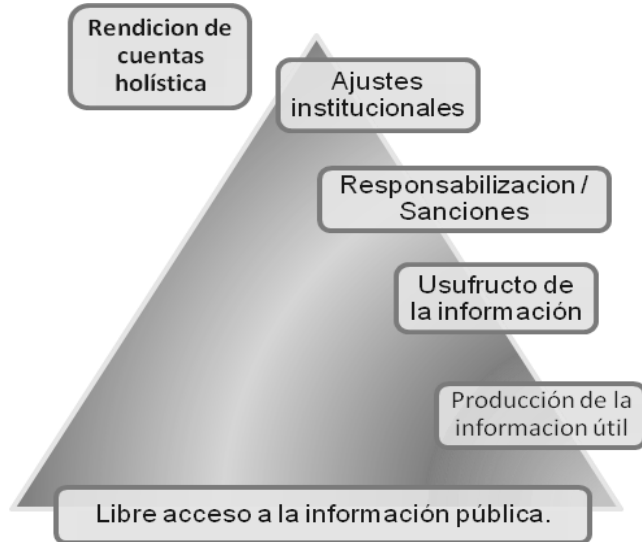 Rendicion de
cuentas
holística
Ajustes
institucionales
Responsabilizacion /
Sanciones
Usufructo de
la información
Producción de la
informacion útil
Libre acceso a la información pública.